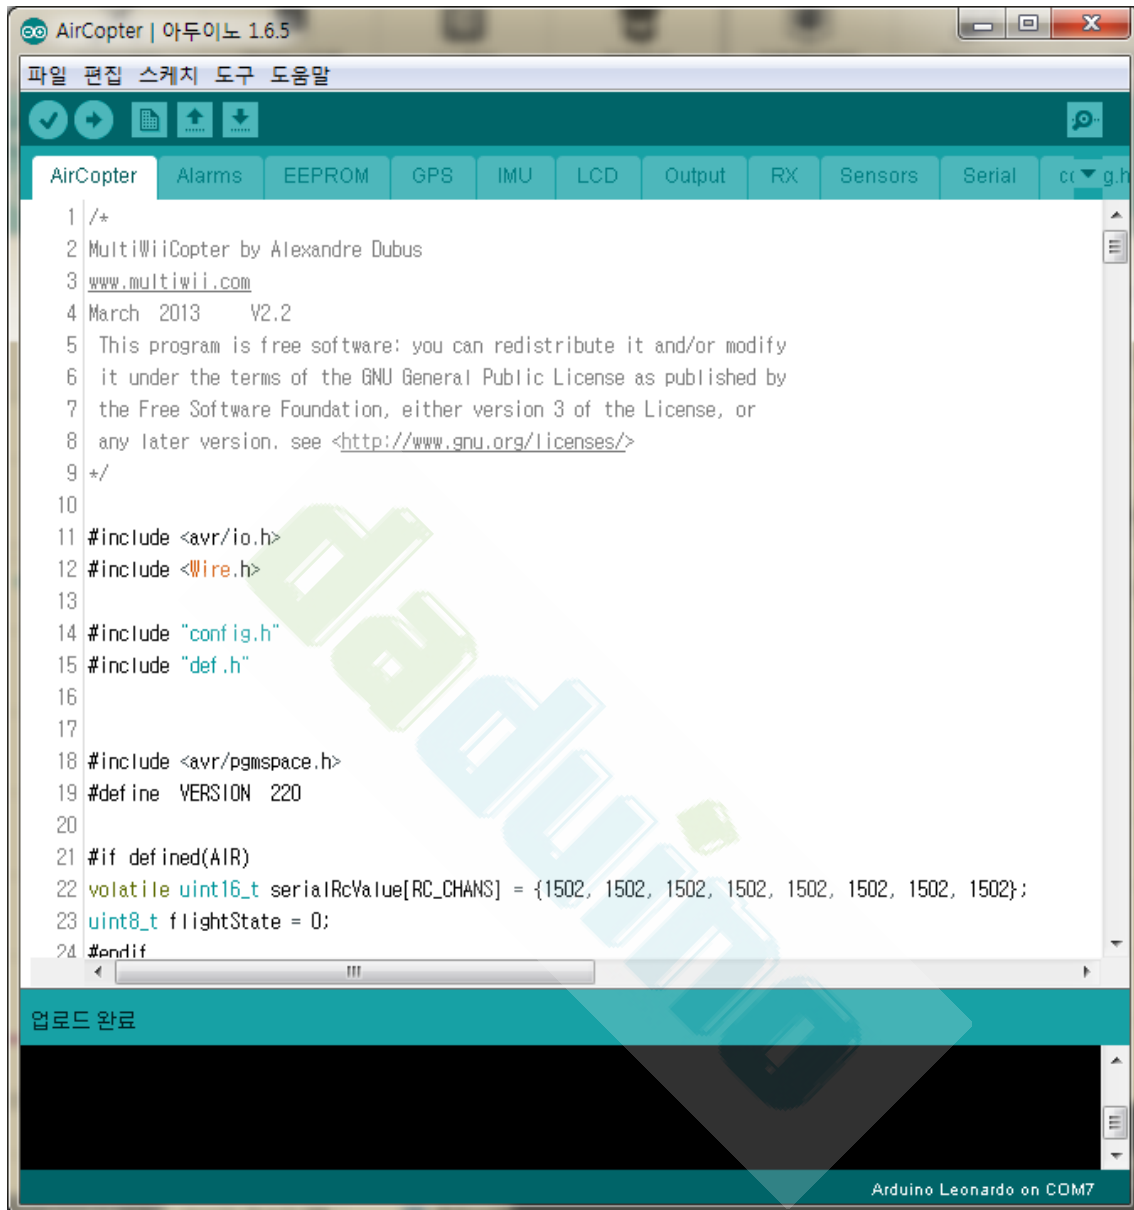 AirCopter | 아두이노 1.6.5
파일 편집 스케치 도구 도움말
AirCopter Alarms EEPROM GPS IMU LCD Output RX Sensors Serial g.h
1 /*
2 MultiWiiCopter by Alexandre Dubus
3 www.multiwii.com
4 March 2013 V2.2
5 This program is free software: you can redistribute it and/or modify
6 it under the terms of the GNU General Public License as published by
7 the Free Software Foundation, either version 3 of the License, or
8 any later version. see <http://www.gnu.org/licenses/>
9 */
10
11 #include <avr/io.h>
12 #include <Wire.h>
13
14 #include "config.h"
15 #include "def.h"
16
17
18 #include <avr/pgmspace.h>
19 #define VERSION 220
20
21 #if defined(AIR)
22 volatile uint16_t serialRcValue[RC_CHANS] = {1502, 1502, 1502, 1502, 1502, 1502, 1502, 1502};
23 uint8_t flightState = 0;
24 #endif
daduino
업로드 완료
Arduino Leonardo on COM7